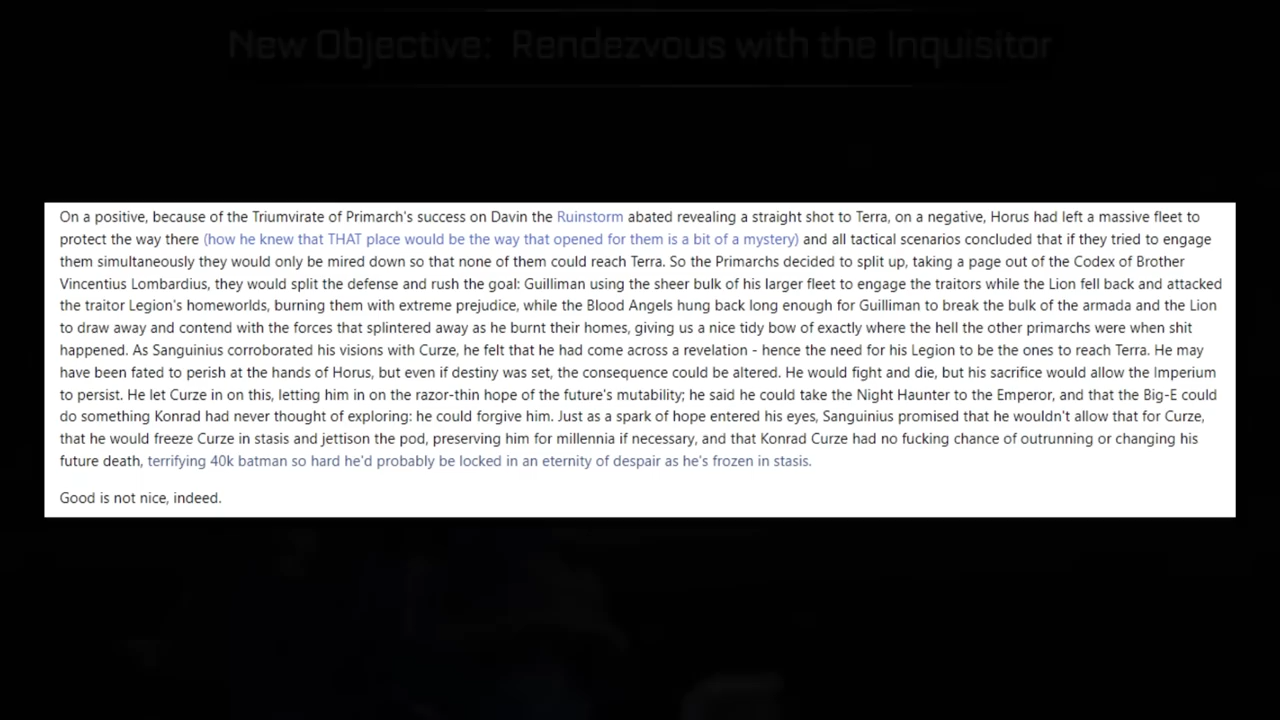 New Objective: Rendezvous with the Inquisitor
On a positive, because of the Triumvirate of Primarch's success on Davin the Ruinstorm abated revealing a straight shot to Terra, on a negative, Horus had left a massive fleet to
protect the way there (how he knew that THAT place would be the way that opened for them is a bit of a mystery) and all tactical scenarios concluded that if they tried to engage
them simultaneously they would only be mired down so that none of them could reach Terra. So the Primarchs decided to split up, taking a page out of the Codex of Brother
Vincentius Lombardius, they would split the defense and rush the goal: Guilliman using the sheer bulk of his larger fleet to engage the traitors while the Lion fell back and attacked
the traitor Legion's homeworlds, burning them with extreme prejudice, while the Blood Angels hung back long enough for Guilliman to break the bulk of the armada and the Lion
to draw away and contend with the forces that splintered away as he burnt their homes, giving us a nice tidy bow of exactly where the hell the other primarchs were when shit
happened. As Sanguinius corroborated his visions with Curze, he felt that he had come across a revelation - hence the need for his Legion to be the ones to reach Terra. He may
have been fated to perish at the hands of Horus, but even if destiny was set, the consequence could be altered. He would fight and die, but his sacrifice would allow the Imperium
to persist. He let Curze in on this, letting him in on the razor-thin hope of the future's mutability; he said he could take the Night Haunter to the Emperor, and that the Big-E could
do something Konrad had never thought of exploring: he could forgive him. Just as a spark of hope entered his eyes, Sanguinius promised that he wouldn't allow that for Curze,
that he would freeze Curze in stasis and jettison the pod, preserving him for millennia if necessary, and that Konrad Curze had no fucking chance of outrunning or changing his
future death, terrifying 40k batman so hard he'd probably be locked in an eternity of despair as he's frozen in stasis.
Good is not nice, indeed.